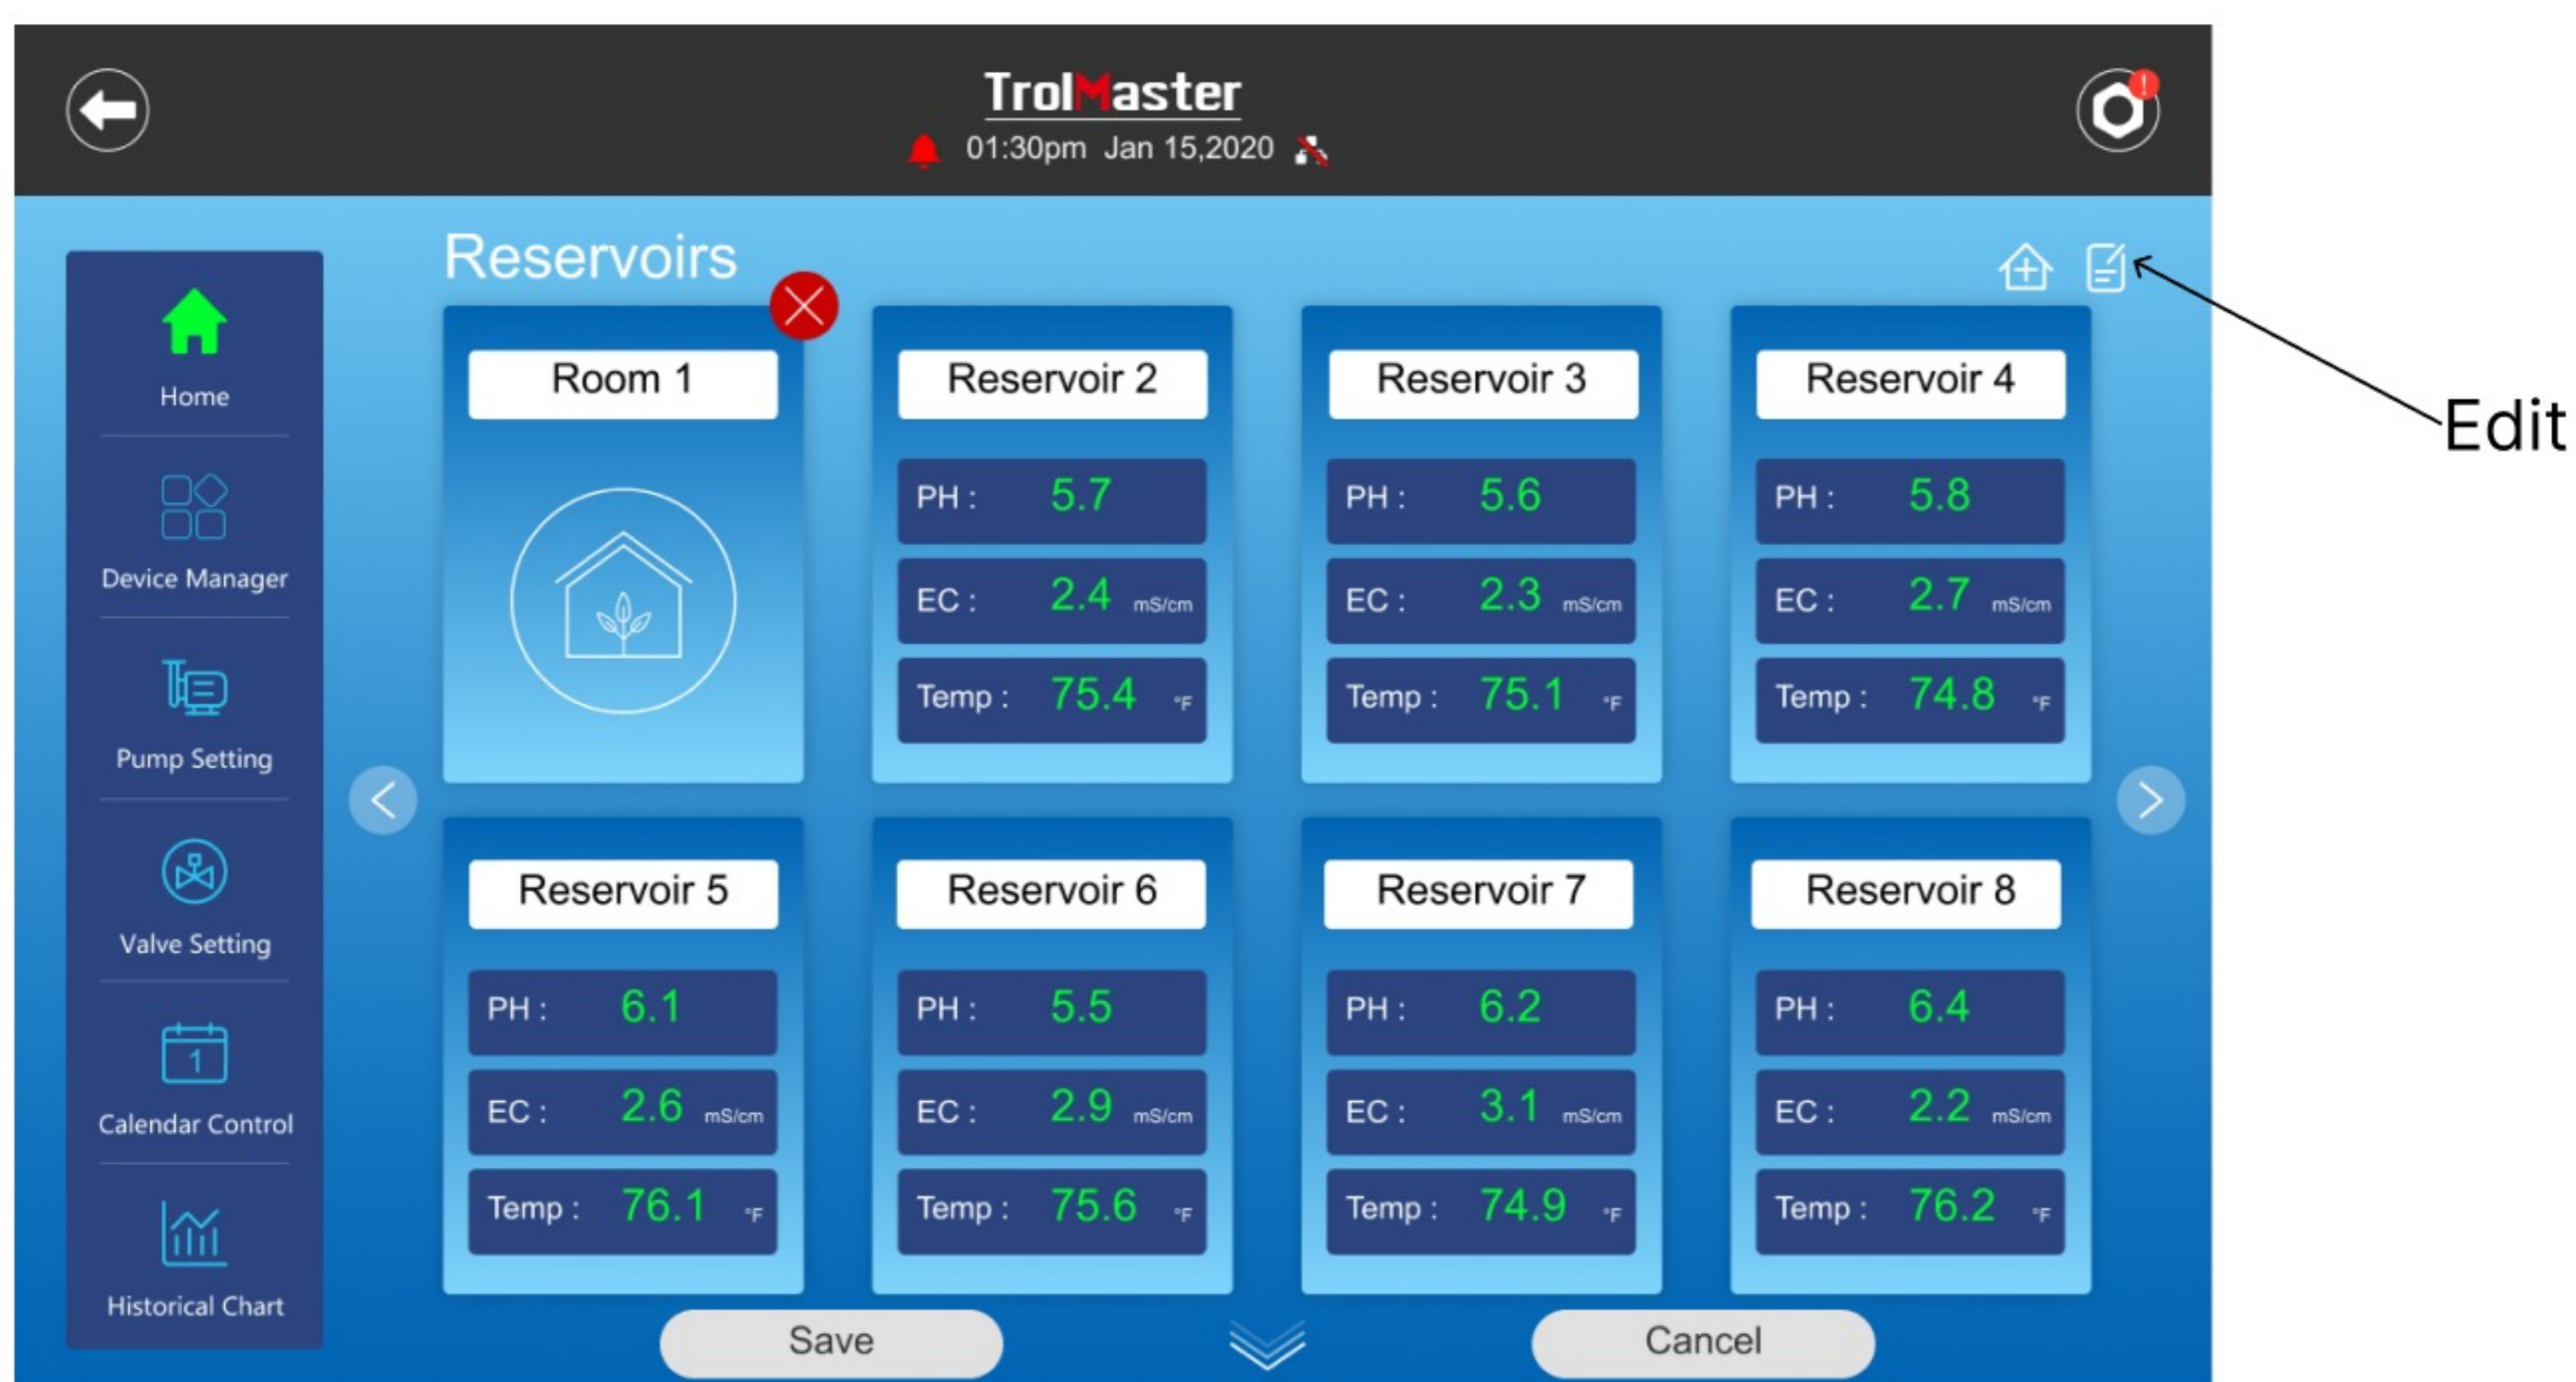 TrolMaster
01:30pm Jan 15,2020
!
Reservoirs
Edit
Home
Device Manager
Pump Setting
Valve Setting
1
Calendar Control
Historical Chart
Room 1
Reservoir 2
PH : 5.7
EC : 2.4 mS/cm
Temp : 75.4 °F
Reservoir 3
PH : 5.6
EC : 2.3 mS/cm
Temp : 75.1 °F
Reservoir 4
PH : 5.8
EC : 2.7 mS/cm
Temp : 74.8 °F
Reservoir 5
PH : 6.1
EC : 2.6 mS/cm
Temp : 76.1 °F
Reservoir 6
PH : 5.5
EC : 2.9 mS/cm
Temp : 75.6 °F
Reservoir 7
PH : 6.2
EC : 3.1 mS/cm
Temp : 74.9 °F
Reservoir 8
PH : 6.4
EC : 2.2 mS/cm
Temp : 76.2 °F
Save
Cancel